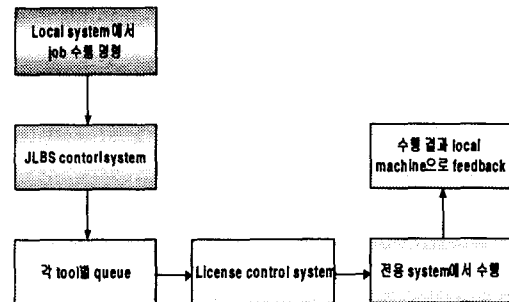 Local system에서
job 수행 명령
JLBS contorl system
각 tool별 queue
License control system
전용 system에서 수행
수행 결과 local
machine으로 feedback